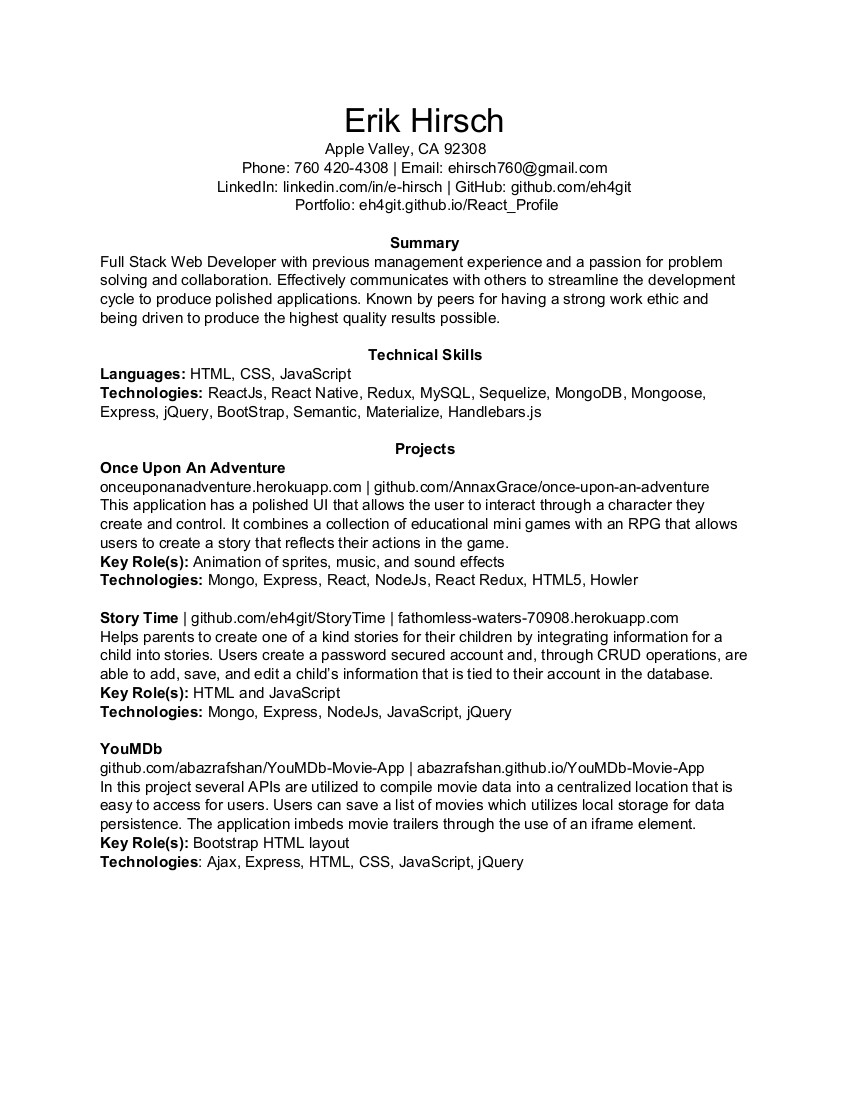 Erik Hirsch
Apple Valley, CA 92308
Phone: 760 420-4308 | Email: ehirsch760@gmail.com
LinkedIn: linkedin.com/in/e-hirsch | GitHub: github.com/eh4git
Portfolio: eh4git.github.io/React_Profile
Summary
Full Stack Web Developer with previous management experience and a passion for problem
solving and collaboration. Effectively communicates with others to streamline the development
cycle to produce polished applications. Known by peers for having a strong work ethic and
being driven to produce the highest quality results possible.
Technical Skills
Languages: HTML, CSS, JavaScript
Technologies: ReactJs, React Native, Redux, MySQL, Sequelize, MongoDB, Mongoose,
Express, jQuery, BootStrap, Semantic, Materialize, Handlebars.js
Projects
Once Upon An Adventure
onceuponanadventure.herokuapp.com | github.com/AnnaxGrace/once-upon-an-adventure
This application has a polished UI that allows the user to interact through a character they
create and control. It combines a collection of educational mini games with an RPG that allows
users to create a story that reflects their actions in the game.
Key Role(s): Animation of sprites, music, and sound effects
Technologies: Mongo, Express, React, NodeJs, React Redux, HTML5, Howler
Story Time | github.com/eh4git/StoryTime | fathomless-waters-70908.herokuapp.com
Helps parents to create one of a kind stories for their children by integrating information for a
child into stories. Users create a password secured account and, through CRUD operations, are
able to add, save, and edit a child’s information that is tied to their account in the database.
Key Role(s): HTML and JavaScript
Technologies: Mongo, Express, NodeJs, JavaScript, jQuery
YouMDb
github.com/abazrafshan/YouMDb-Movie-App | abazrafshan.github.io/YouMDb-Movie-App
In this project several APIs are utilized to compile movie data into a centralized location that is
easy to access for users. Users can save a list of movies which utilizes local storage for data
persistence. The application imbeds movie trailers through the use of an iframe element.
Key Role(s): Bootstrap HTML layout
Technologies: Ajax, Express, HTML, CSS, JavaScript, jQuery